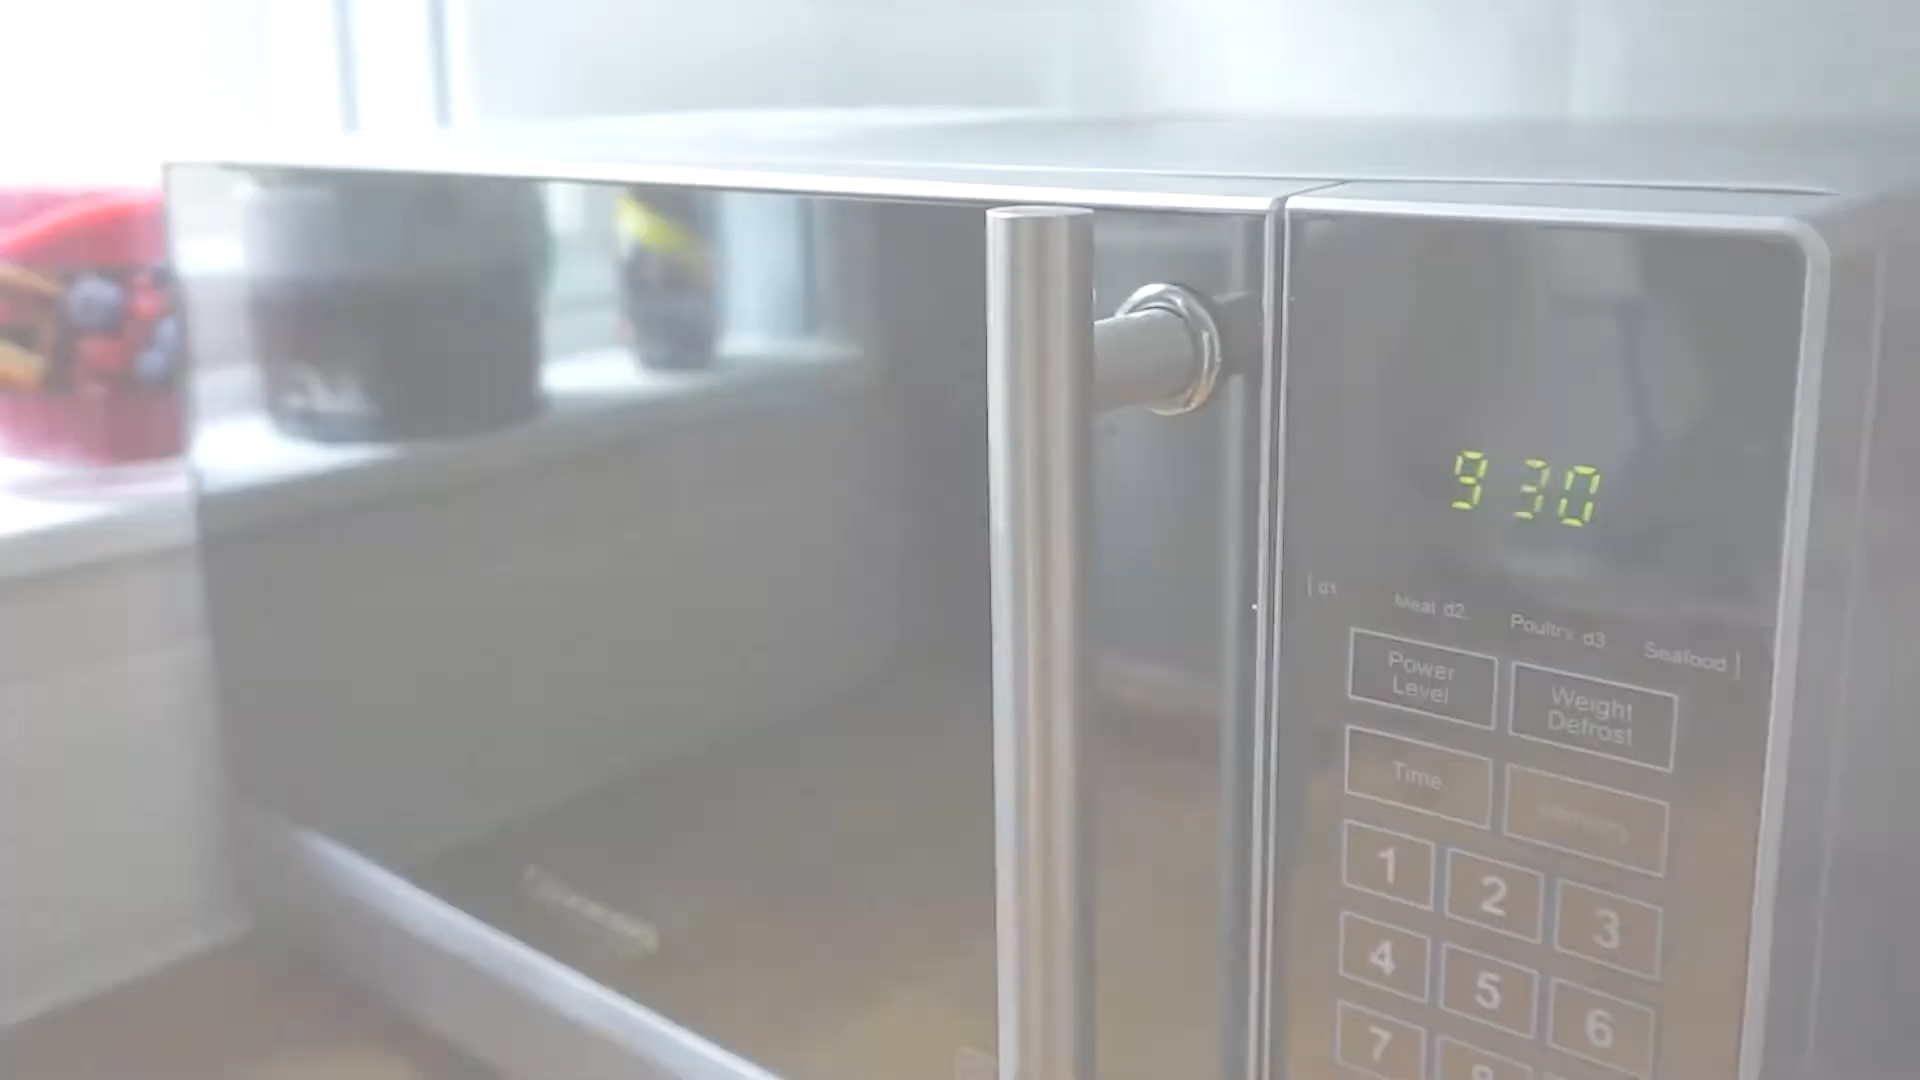 9 30
[ d1 Meat d2 Poultry d3 Seafood ]
Power Level
Weight Defrost
Time
1 2 3
4 5 6
7 8